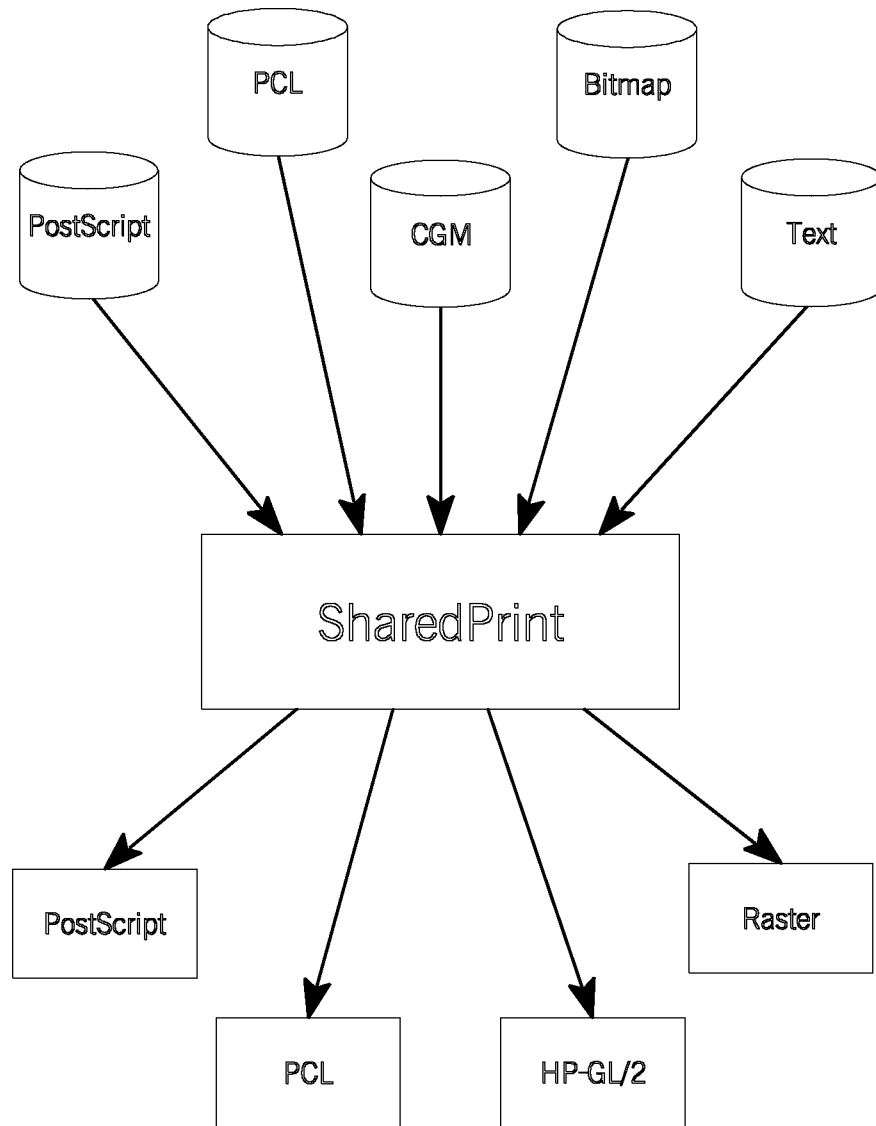 PCL
Bitmap
PostScript
CGM
Text
SharedPrint
PostScript
Raster
PCL
HP-GL/2